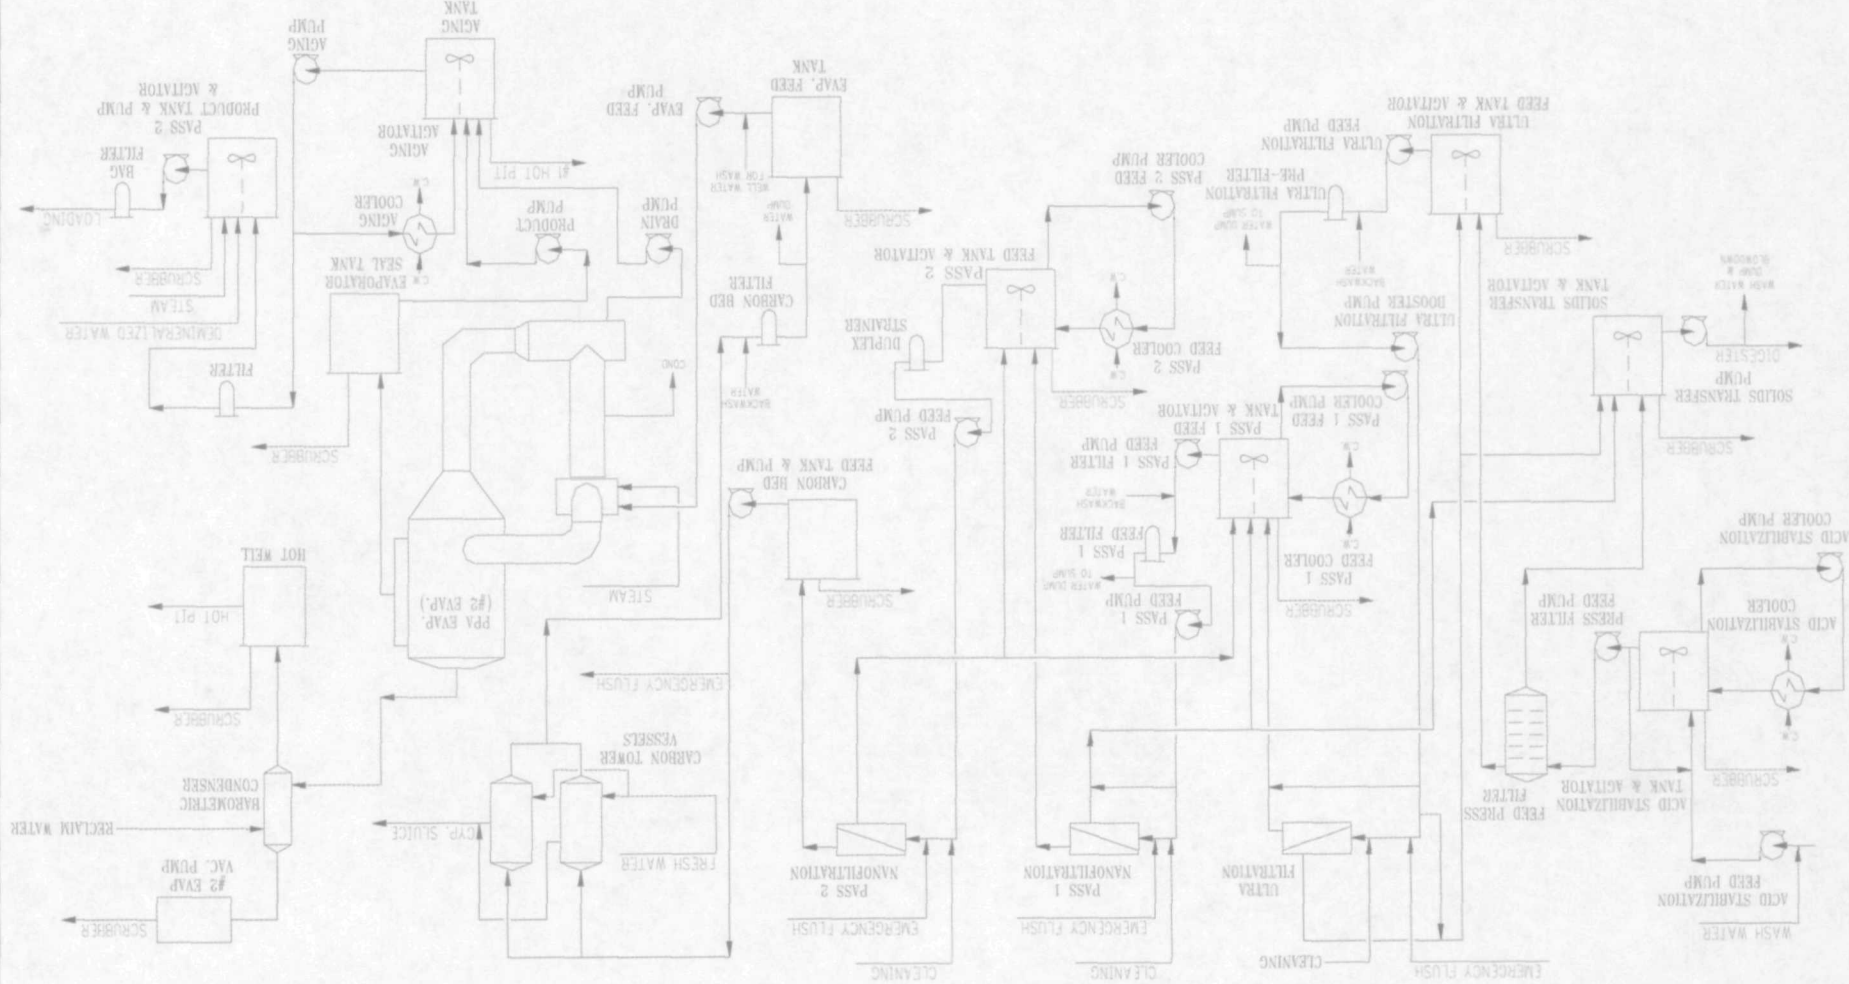 EMERGENCY FLUSH
CLEANING
CLEANING
CLEANING
WASH WATER
ACID STABILIZATION
FEED PUMP
ULTRA
FILTRATION
EMERGENCY FLUSH
PASS 1
NANOFILTRATION
EMERGENCY FLUSH
PASS 2
NANOFILTRATION
SCRUBBER
#2 EVAP
VAC. PUMP
FRESH WATER
GYP. SLUICE
RECLAIM WATER
BAROMETRIC
CONDENSER
SCRUBBER
ACID STABILIZATION
TANK & AGITATOR
FEED PRESS
FILTER
CARBON TOWER
VESSELS
SCRUBBER
C.W.
ACID STABILIZATION
COOLER
C.W.
PRESS FILTER
FEED PUMP
ACID STABILIZATION
COOLER PUMP
SCRUBBER
PASS 1
FEED COOLER
C.W.
C.W.
PASS 1
FEED PUMP
WATER DUMP
TO SUMP
PASS 1
FEED FILTER
BACKWASH
WATER
PASS 1 FILTER
FEED PUMP
PASS 1 FEED
TANK & AGITATOR
PASS 1 FEED
COOLER PUMP
EMERGENCY FLUSH
SCRUBBER
CARBON BED
FEED TANK & PUMP
STEAM
PPA EVAP.
(#2 EVAP.)
HOT PIT
HOT WELL
SCRUBBER
SCRUBBER
SOLIDS TRANSFER
PUMP
DIGESTER
SOLIDS TRANSFER
TANK & AGITATOR
SCRUBBER
C.W.
PASS 2
FEED COOLER
C.W.
PASS 2
FEED PUMP
DUPLEX
STRAINER
PASS 2
FEED TANK & AGITATOR
BACKWASH
WATER
CARBON BED
FILTER
COND
FILTER
ULTRA FILTRATION
BOOSTER PUMP
BACKWASH
WATER
WATER DUMP
TO SUMP
ULTRA FILTRATION
PRE-FILTER
EVAPORATOR
SEAL TANK
C.W.
AGING
COOLER
C.W.
DEMINERALIZED WATER
STEAM
SCRUBBER
SCRUBBER
PASS 2 FEED
COOLER PUMP
SCRUBBER
WATER
DUMP
WELL WATER
FOR WASH
DRAIN
PUMP
PRODUCT
PUMP
#1 HOT PIT
AGING
AGITATOR
LOADING
BAG
FILTER
ULTRA FILTRATION
FEED PUMP
ULTRA FILTRATION
FEED TANK & AGITATOR
EVAP. FEED
TANK
EVAP. FEED
PUMP
PASS 2
PRODUCT TANK & PUMP
& AGITATOR
AGING
TANK
AGING
PUMP